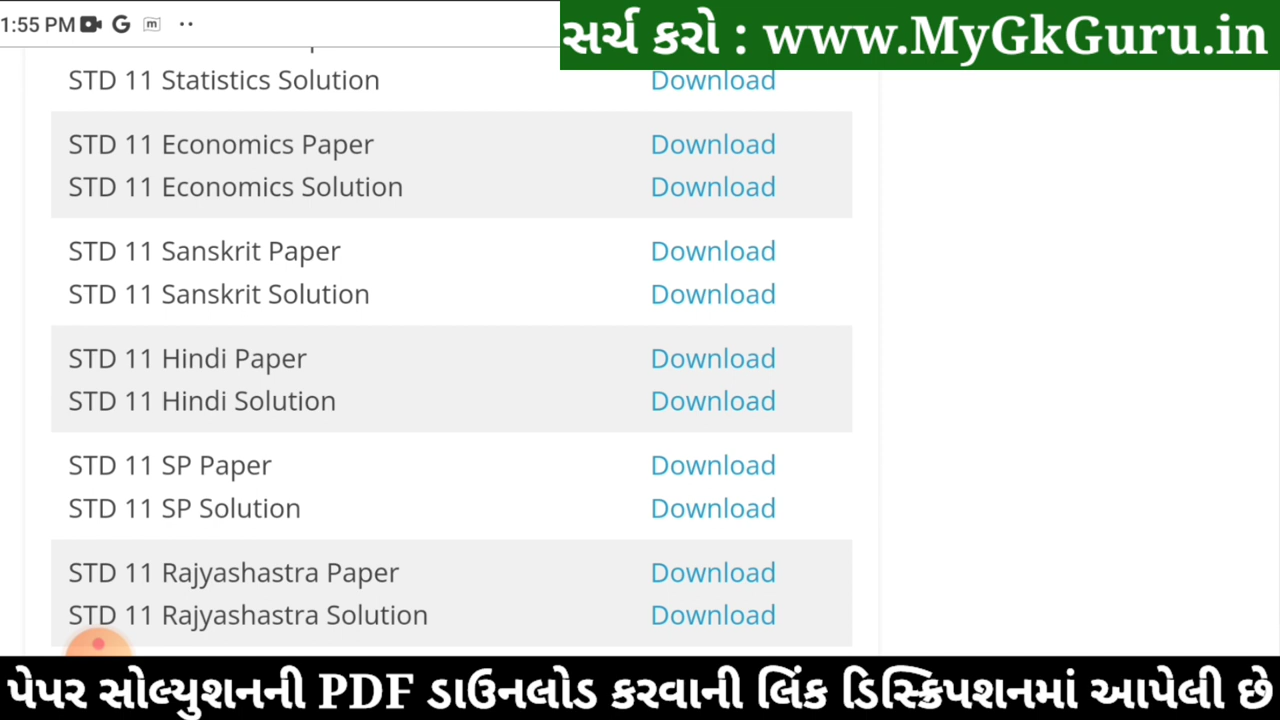 1:55 PM G m
સર્ચ કરો : www.MyGkGuru.in
STD 11 Statistics Solution Download
STD 11 Economics Paper Download
STD 11 Economics Solution Download
STD 11 Sanskrit Paper Download
STD 11 Sanskrit Solution Download
STD 11 Hindi Paper Download
STD 11 Hindi Solution Download
STD 11 SP Paper Download
STD 11 SP Solution Download
STD 11 Rajyashastra Paper Download
STD 11 Rajyashastra Solution Download
પેપર સોલ્યુશનની PDF ડાઉનલોડ કરવાની લિંક ડિસ્ક્રિપશનમાં આપેલી છે